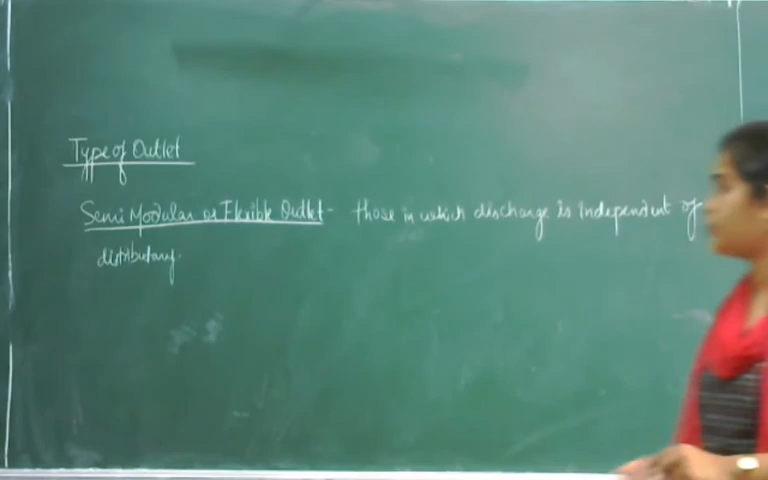 Type of Outlet
Semi Modular or Flexible Outlet - those in which discharge is independent of
distributary.